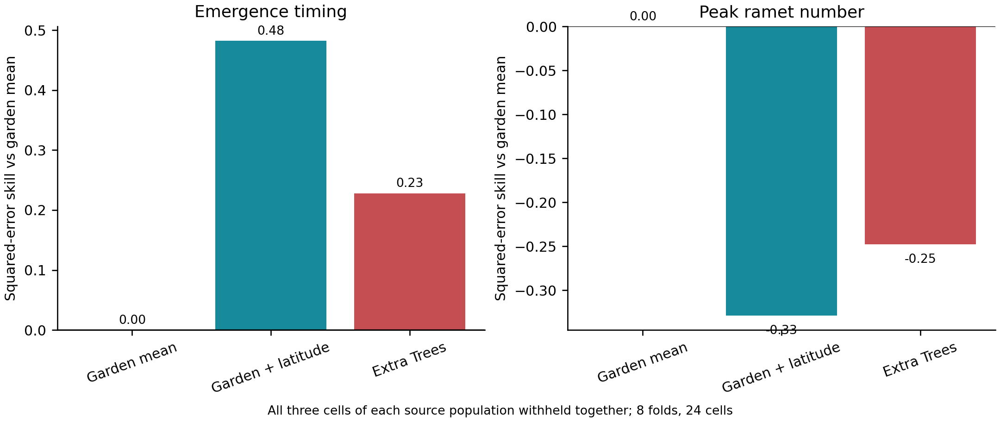 Emergence timing
Squared-error skill vs garden mean
0.5
0.4
0.3
0.2
0.1
0.0
0.00
0.48
0.23
Garden mean
Garden + latitude
Extra Trees
Peak ramet number
Squared-error skill vs garden mean
0.00
−0.05
−0.10
−0.15
−0.20
−0.25
−0.30
0.00
-0.33
-0.25
Garden mean
Garden + latitude
Extra Trees
All three cells of each source population withheld together; 8 folds, 24 cells